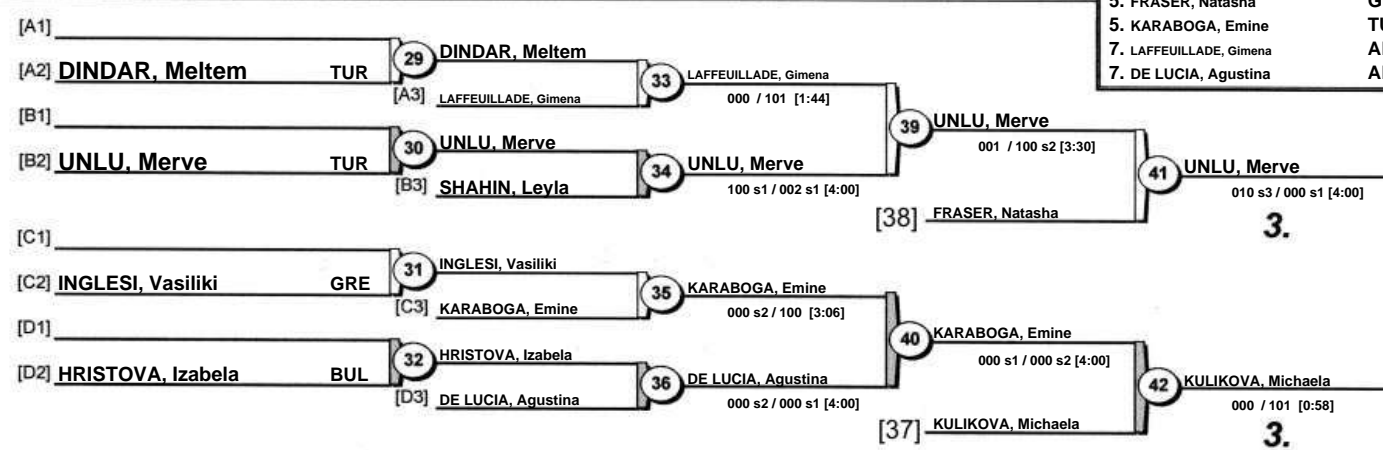 5. FRASER, Natasha G
5. KARABOGA, Emine TU
7. LAFFEUILLADE, Gimena A
7. DE LUCIA, Agustina A
[A1]
[A2] DINDAR, Meltem TUR
29
DINDAR, Meltem
[A3] LAFFEUILLADE, Gimena
33
LAFFEUILLADE, Gimena
000 / 101 [1:44]
[B1]
[B2] UNLU, Merve TUR
30
UNLU, Merve
[B3] SHAHIN, Leyla
34
UNLU, Merve
100 s1 / 002 s1 [4:00]
39
UNLU, Merve
001 / 100 s2 [3:30]
[38] FRASER, Natasha
41
UNLU, Merve
010 s3 / 000 s1 [4:00]
3.
[C1]
[C2] INGLESI, Vasiliki GRE
31
INGLESI, Vasiliki
[C3] KARABOGA, Emine
35
KARABOGA, Emine
000 s2 / 100 [3:06]
[D1]
[D2] HRISTOVA, Izabela BUL
32
HRISTOVA, Izabela
[D3] DE LUCIA, Agustina
36
DE LUCIA, Agustina
000 s2 / 000 s1 [4:00]
40
KARABOGA, Emine
000 s1 / 000 s2 [4:00]
[37] KULIKOVA, Michaela
42
KULIKOVA, Michaela
000 / 101 [0:58]
3.